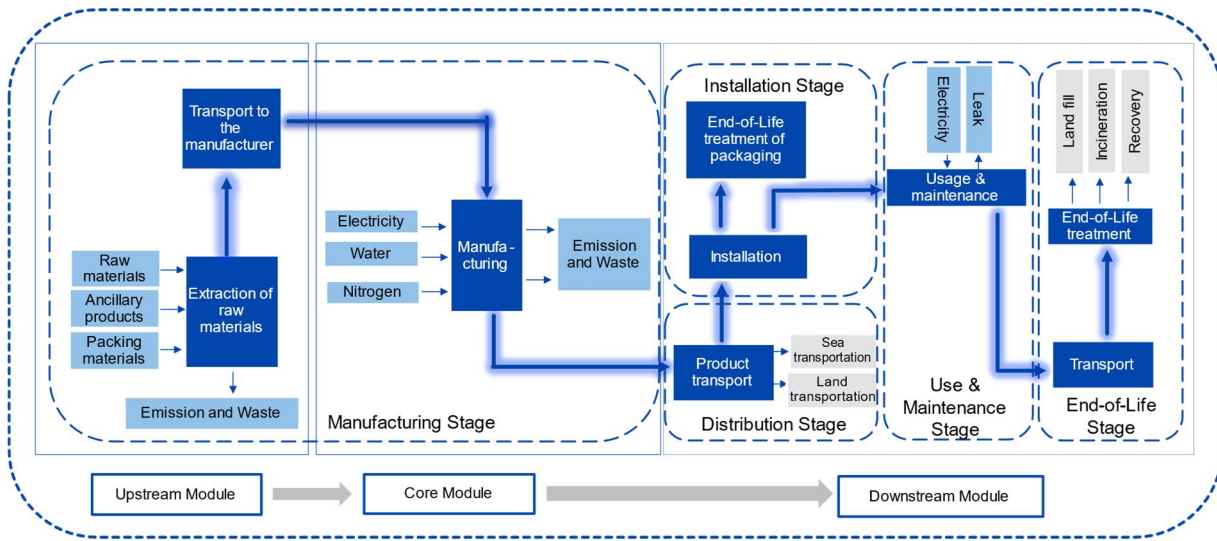 Transport to
the
manufacturer
Raw
materials
Ancillary
products
Packing
materials
Extraction of
raw
materials
Emission and Waste
Electricity
Water
Nitrogen
Manufa-
cturing
Emission
and Waste
Manufacturing Stage
Installation Stage
End-of-Life
treatment of
packaging
Installation
Product
transport
Sea
transportation
Land
transportation
Distribution Stage
Electricity
Leak
Usage &
maintenance
Use &
Maintenance
Stage
Land fill
Incineration
Recovery
End-of-Life
treatment
Transport
End-of-Life
Stage
Upstream Module
Core Module
Downstream Module